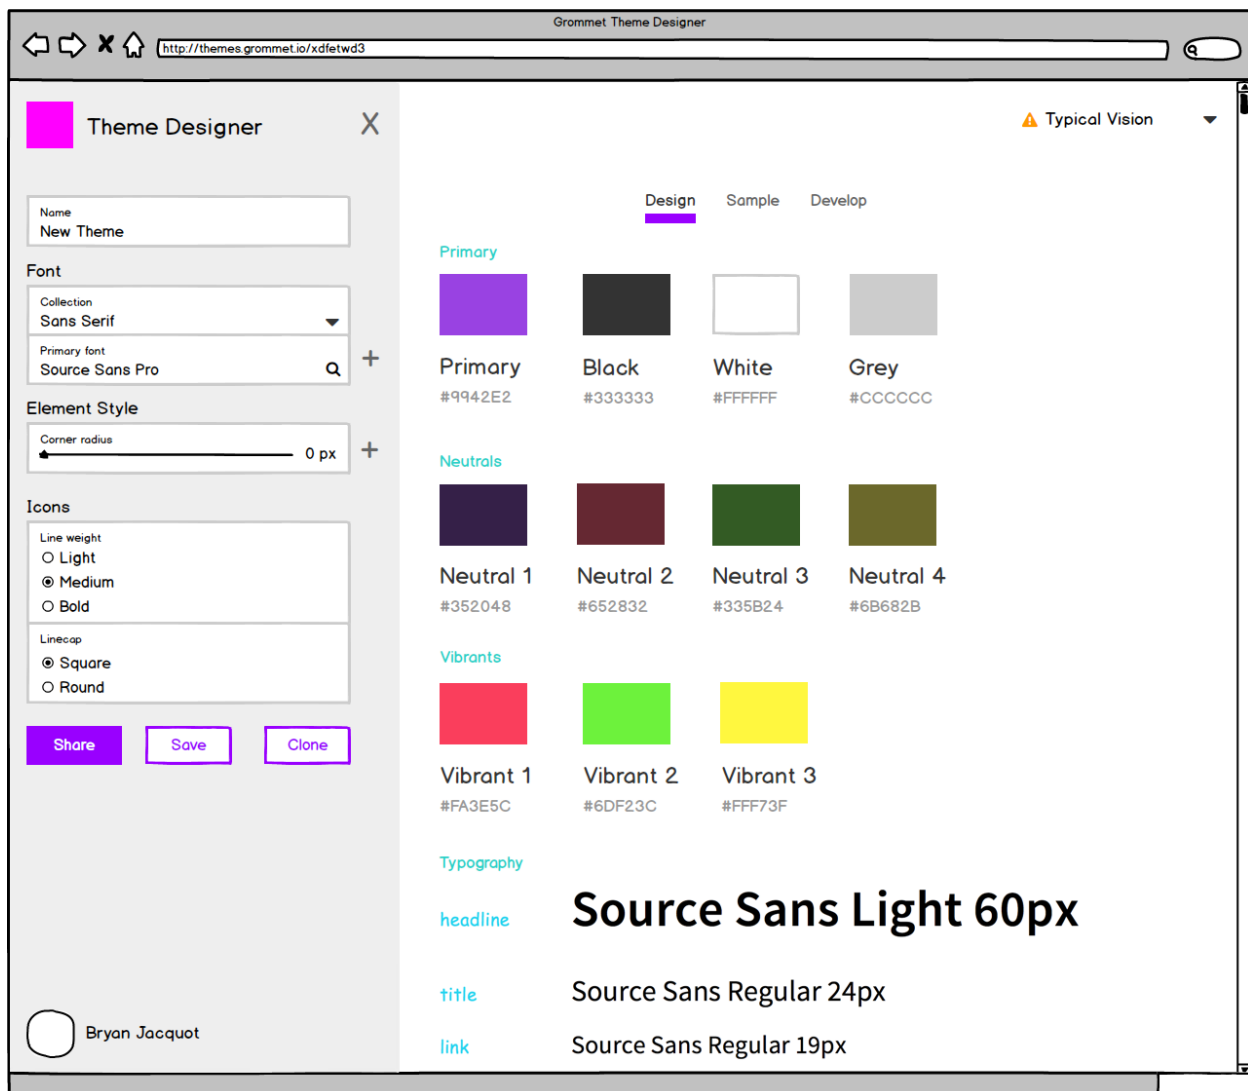 Grommet Theme Designer
http://themes.grommet.io/xdfetwd3
Theme Designer
X
Name
New Theme
Font
Collection
Sans Serif
Primary font
Source Sans Pro
+
Element Style
Corner radius
0 px
+
Icons
Line weight
Light
Medium
Bold
Linecap
Square
Round
Share Save Clone
Bryan Jacquot
Typical Vision
Design Sample Develop
Primary
Primary Black White Grey
#9942E2 #333333 #FFFFFF #CCCCCC
Neutrals
Neutral 1 Neutral 2 Neutral 3 Neutral 4
#352048 #652832 #335B24 #6B682B
Vibrants
Vibrant 1 Vibrant 2 Vibrant 3
#FA3E5C #6DF23C #FFF73F
Typography
headline Source Sans Light 60px
title Source Sans Regular 24px
link Source Sans Regular 19px